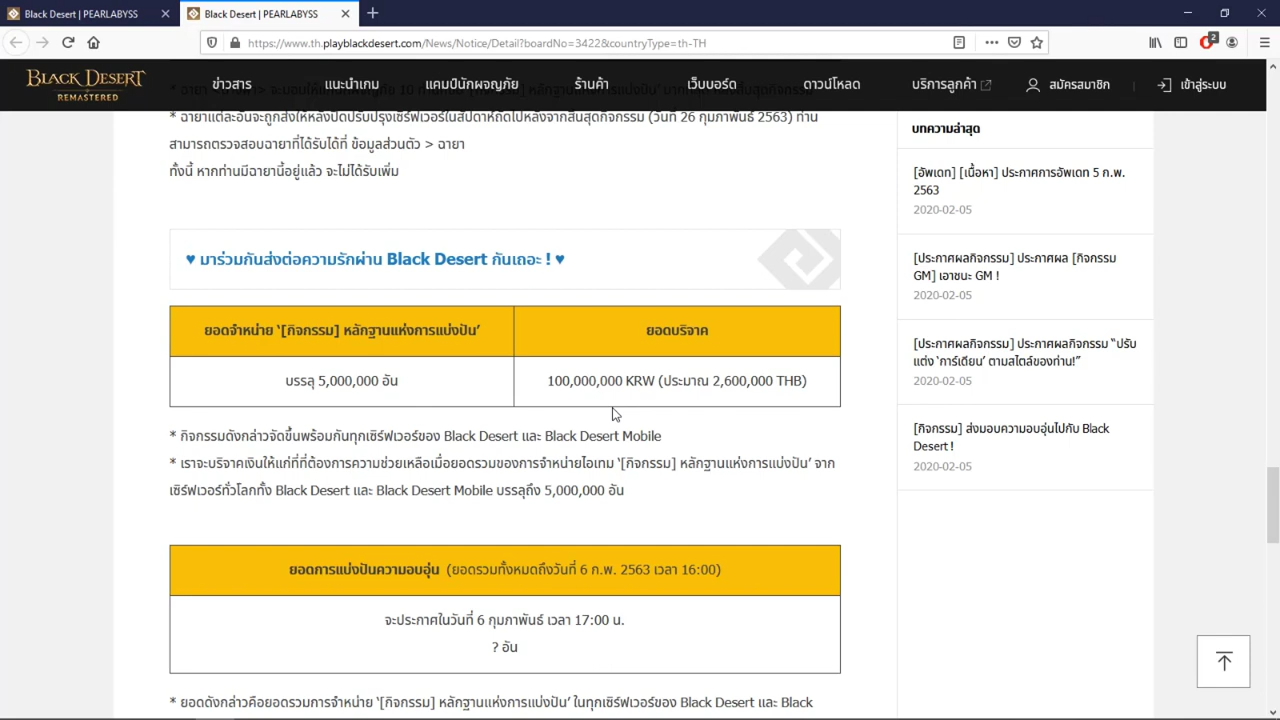 Black Desert | PEARLABYSS
Black Desert | PEARLABYSS
https://www.th.playblackdesert.com/News/Notice/Detail?boardNo=3422&countryType=th-TH
2
BLACK DESERT
REMASTERED
ข่าวสาร
แนะนำเกม
แคมป์นักผจญภัย
ร้านค้า
เว็บบอร์ด
ดาวน์โหลด
บริการลูกค้า
สมัครสมาชิก
เข้าสู่ระบบ
* ฉายาแต่ละอันจะถูกส่งให้หลังปิดปรับปรุงเซิร์ฟเวอร์ในสัปดาห์ถัดไปหลังจากสิ้นสุดกิจกรรม (วันที่ 26 กุมภาพันธ์ 2563) ท่าน
สามารถตรวจสอบฉายาที่ได้รับได้ที่ ข้อมูลส่วนตัว > ฉายา
ทั้งนี้ หากท่านมีฉายานี้อยู่แล้ว จะไม่ได้รับเพิ่ม
♥ มาร่วมกันส่งต่อความรักผ่าน Black Desert กันเถอะ ! ♥
ยอดจำหน่าย ‘[กิจกรรม] หลักฐานแห่งการแบ่งปัน’
ยอดบริจาค
บรรลุ 5,000,000 อัน
100,000,000 KRW (ประมาณ 2,600,000 THB)
* กิจกรรมดังกล่าวจัดขึ้นพร้อมกันทุกเซิร์ฟเวอร์ของ Black Desert และ Black Desert Mobile
* เราจะบริจาคเงินให้แก่ที่ที่ต้องการความช่วยเหลือเมื่อยอดรวมของการจำหน่ายไอเทม ‘[กิจกรรม] หลักฐานแห่งการแบ่งปัน’ จาก
เซิร์ฟเวอร์ทั่วโลกทั้ง Black Desert และ Black Desert Mobile บรรลุถึง 5,000,000 อัน
ยอดการแบ่งปันความอบอุ่น (ยอดรวมทั้งหมดถึงวันที่ 6 ก.พ. 2563 เวลา 16:00)
จะประกาศในวันที่ 6 กุมภาพันธ์ เวลา 17:00 น.
? อัน
* ยอดดังกล่าวคือยอดรวมการจำหน่าย ‘[กิจกรรม] หลักฐานแห่งการแบ่งปัน’ ในทุกเซิร์ฟเวอร์ของ Black Desert และ Black
บทความล่าสุด
[อัพเดท] [เนื้อหา] ประกาศการอัพเดท 5 ก.พ.
2563
2020-02-05
[ประกาศผลกิจกรรม] ประกาศผล [กิจกรรม
GM] เอาชนะ GM !
2020-02-05
[ประกาศผลกิจกรรม] ประกาศผลกิจกรรม “ปรับ
แต่ง ‘การ์เดียน’ ตามสไตล์ของท่าน!”
2020-02-05
[กิจกรรม] ส่งมอบความอบอุ่นไปกับ Black
Desert !
2020-02-05